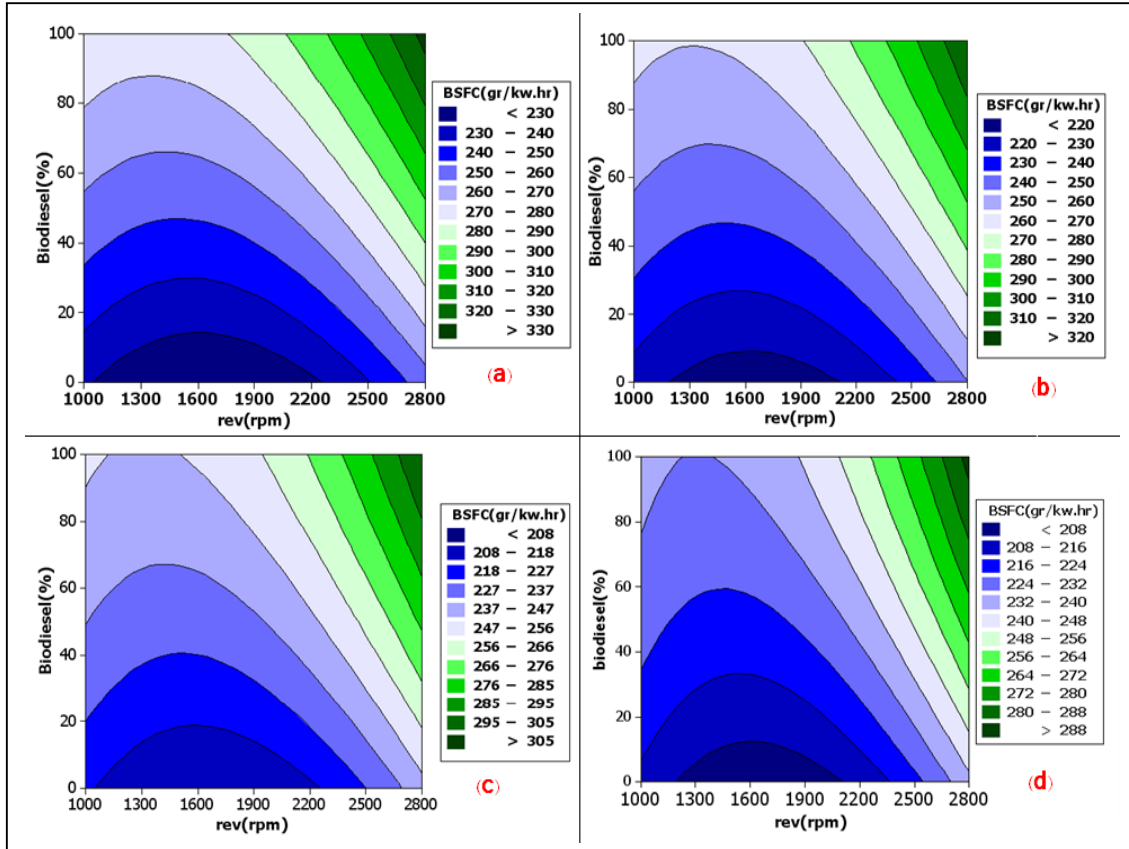 100
80
60
40
20
0
Biodiesel(%)
1000 1300 1600 1900 2200 2500 2800
rev(rpm)
BSFC(gr/kw.hr)
< 230
230 – 240
240 – 250
250 – 260
260 – 270
270 – 280
280 – 290
290 – 300
300 – 310
310 – 320
320 – 330
> 330
(a)
100
80
60
40
20
0
Biodiesel(%)
1000 1300 1600 1900 2200 2500 2800
rev(rpm)
BSFC(gr/kw.hr)
< 220
220 – 230
230 – 240
240 – 250
250 – 260
260 – 270
270 – 280
280 – 290
290 – 300
300 – 310
310 – 320
> 320
(b)
100
80
60
40
20
0
Biodiesel(%)
1000 1300 1600 1900 2200 2500 2800
rev(rpm)
BSFC(gr/kw.hr)
< 208
208 – 218
218 – 227
227 – 237
237 – 247
247 – 256
256 – 266
266 – 276
276 – 285
285 – 295
295 – 305
> 305
(c)
100
80
60
40
20
0
biodiesel(%)
1000 1300 1600 1900 2200 2500 2800
rev(rpm)
BSFC(gr/kw.hr)
< 208
208 – 216
216 – 224
224 – 232
232 – 240
240 – 248
248 – 256
256 – 264
264 – 272
272 – 280
280 – 288
> 288
(d)